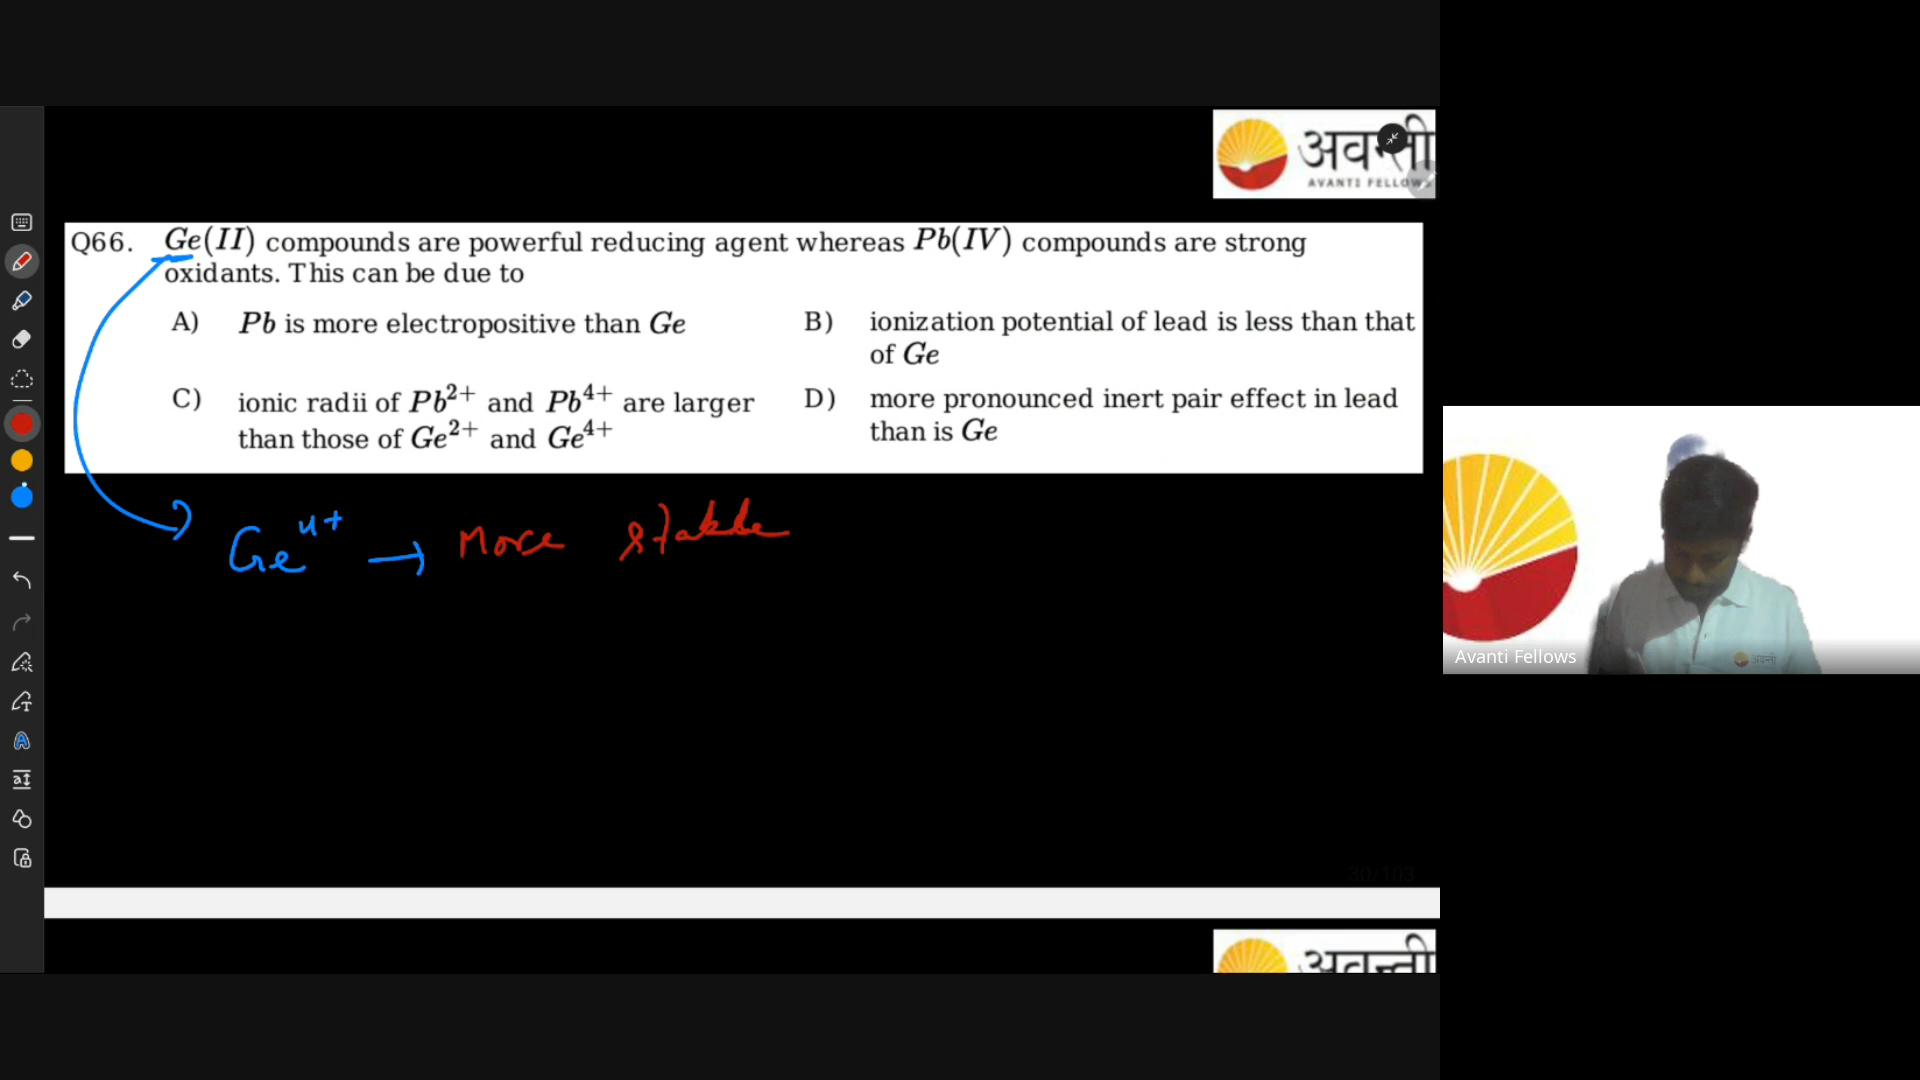 अवन्ती
AVANTI FELLOWS
Q66. Ge(II) compounds are powerful reducing agent whereas Pb(IV) compounds are strong
oxidants. This can be due to
A) Pb is more electropositive than Ge
B) ionization potential of lead is less than that
of Ge
C) ionic radii of Pb²⁺ and Pb⁴⁺ are larger
than those of Ge²⁺ and Ge⁴⁺
D) more pronounced inert pair effect in lead
than is Ge
Ge⁴⁺ → More stable
Avanti Fellows
30/103
अवन्ती